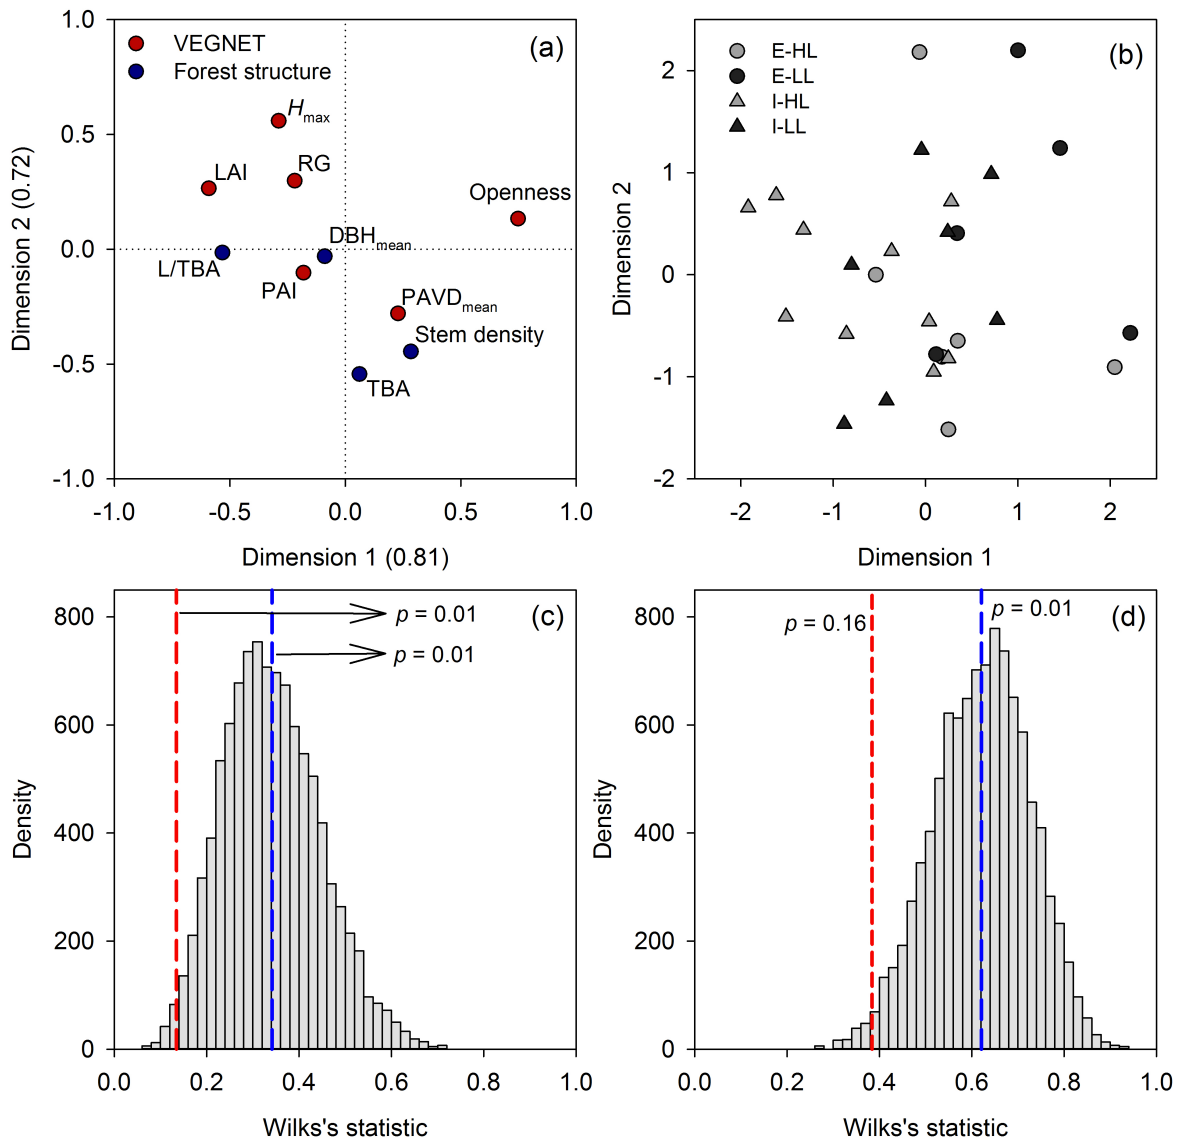 VEGNET
Forest structure
(a)
1.0
0.5
0.0
-0.5
-1.0
Dimension 2 (0.72)
Hmax
RG
LAI
Openness
DBHmean
L/TBA
PAI
PAVDmean
Stem density
TBA
-1.0 -0.5 0.0 0.5 1.0
Dimension 1 (0.81)
E-HL
E-LL
I-HL
I-LL
(b)
2
1
0
-1
-2
Dimension 2
-2 -1 0 1 2
Dimension 1
p = 0.01
p = 0.01
(c)
800
600
400
200
0
Density
0.0 0.2 0.4 0.6 0.8 1.0
Wilks's statistic
p = 0.16
p = 0.01
(d)
800
600
400
200
0
Density
0.0 0.2 0.4 0.6 0.8 1.0
Wilks's statistic